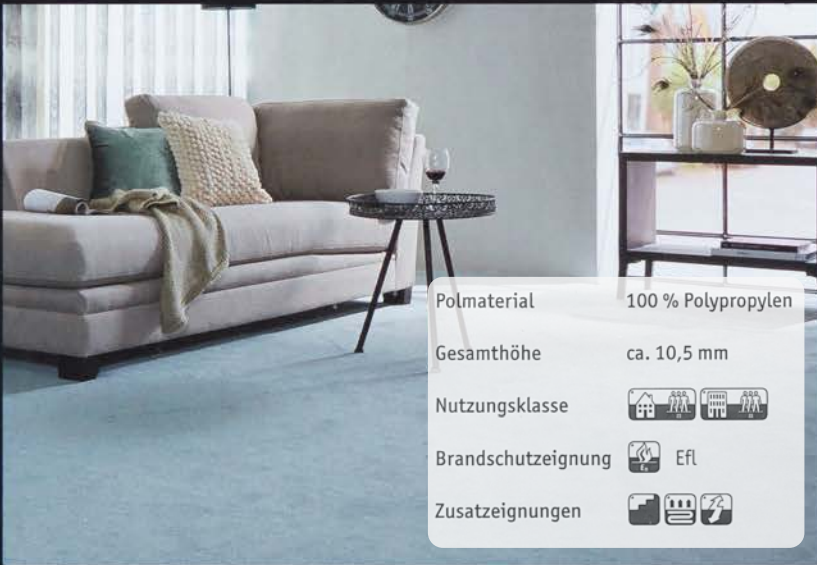 Polmaterial 100 % Polypropylen
Gesamthöhe ca. 10,5 mm
Nutzungsklasse
Brandschutzeignung Efl
Zusatzeignungen